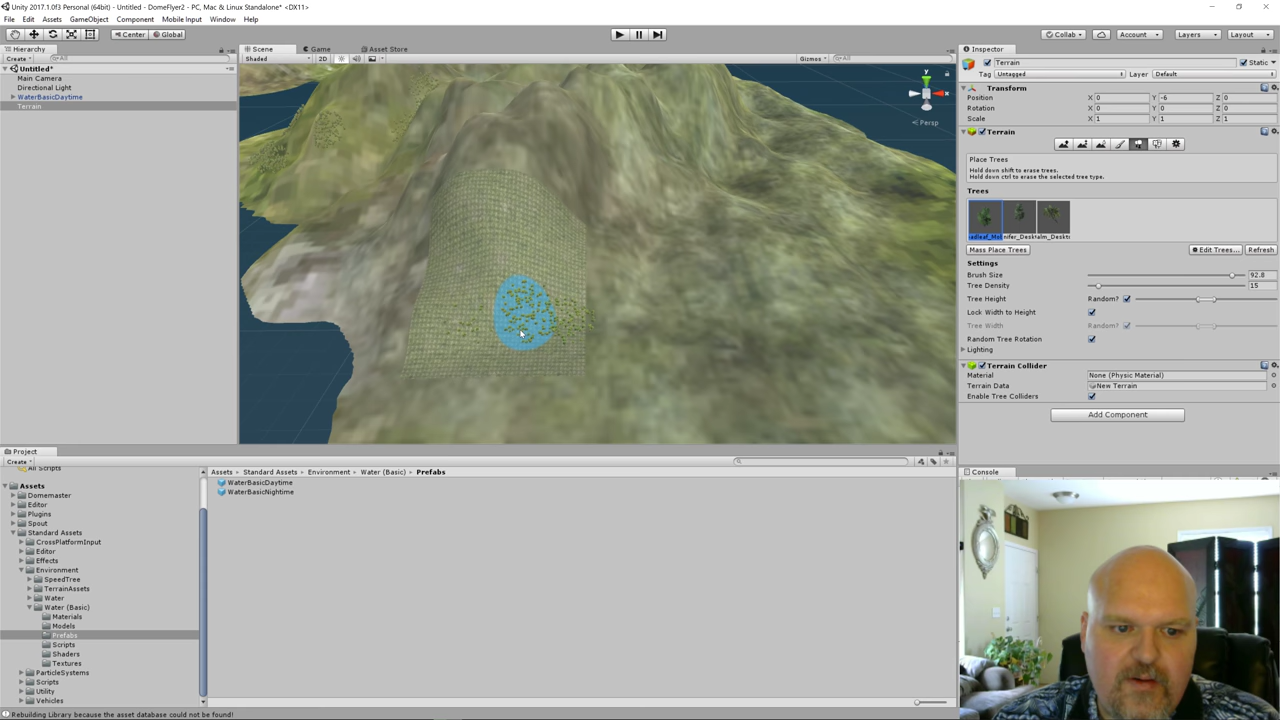 Unity 2017.1.0f3 Personal (64bit) - Untitled - DomeFlyer2 - PC, Mac & Linux Standalone* <DX11>
File Edit Assets GameObject Component Mobile Input Window Help
Center Global
Collab Account Layers Layout
Hierarchy
Create All
Untitled*
Main Camera
Directional Light
WaterBasicDaytime
Terrain
Scene Game Asset Store
Shaded 2D Gizmos All
y
x
Persp
Inspector
Terrain Static
Tag Untagged Layer Default
Transform
Position X 0 Y -6 Z 0
Rotation X 0 Y 0 Z 0
Scale X 1 Y 1 Z 1
Terrain
Place Trees
Hold down shift to erase trees.
Hold down ctrl to erase the selected tree type.
Trees
Mass Place Trees Edit Trees... Refresh
Settings
Brush Size 92.8
Tree Density 15
Tree Height Random?
Lock Width to Height
Tree Width Random?
Random Tree Rotation
Lighting
Terrain Collider
Material None (Physic Material)
Terrain Data New Terrain
Enable Tree Colliders
Add Component
Project
Create
All Scripts
Assets
Domemaster
Editor
Plugins
Spout
Standard Assets
CrossPlatformInput
Editor
Effects
Environment
SpeedTree
TerrainAssets
Water
Water (Basic)
Materials
Models
Prefabs
Scripts
Shaders
Textures
ParticleSystems
Scripts
Utility
Vehicles
Assets Standard Assets Environment Water (Basic) Prefabs
WaterBasicDaytime
WaterBasicNightime
Console
Rebuilding Library because the asset database could not be found!